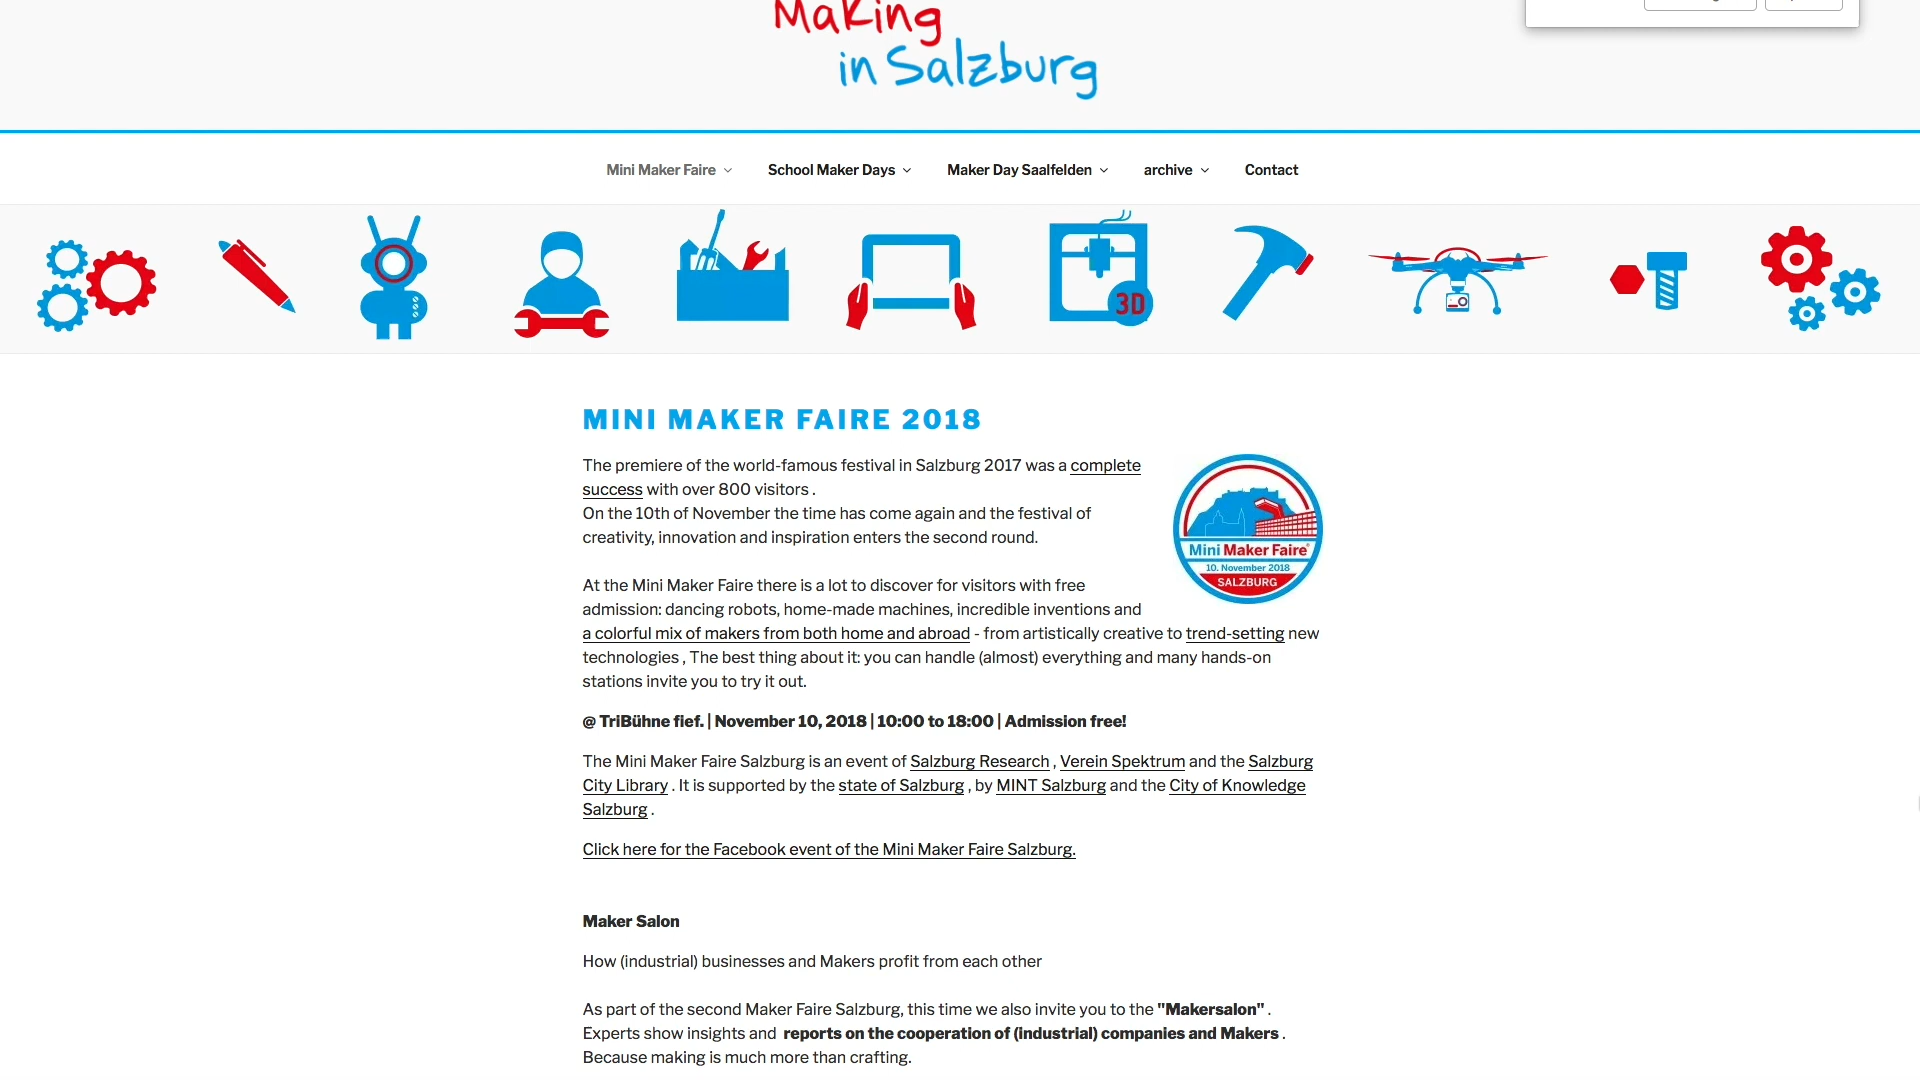 Making
in Salzburg
Mini Maker Faire
School Maker Days
Maker Day Saalfelden
archive
Contact
3D
MINI MAKER FAIRE 2018
The premiere of the world-famous festival in Salzburg 2017 was a complete
success with over 800 visitors .
On the 10th of November the time has come again and the festival of
creativity, innovation and inspiration enters the second round.
Mini Maker Faire®
10. November 2018
SALZBURG
At the Mini Maker Faire there is a lot to discover for visitors with free
admission: dancing robots, home-made machines, incredible inventions and
a colorful mix of makers from both home and abroad - from artistically creative to trend-setting new
technologies , The best thing about it: you can handle (almost) everything and many hands-on
stations invite you to try it out.
@ TriBühne fief. | November 10, 2018 | 10:00 to 18:00 | Admission free!
The Mini Maker Faire Salzburg is an event of Salzburg Research , Verein Spektrum and the Salzburg
City Library . It is supported by the state of Salzburg , by MINT Salzburg and the City of Knowledge
Salzburg .
Click here for the Facebook event of the Mini Maker Faire Salzburg.
Maker Salon
How (industrial) businesses and Makers profit from each other
As part of the second Maker Faire Salzburg, this time we also invite you to the "Makersalon" .
Experts show insights and reports on the cooperation of (industrial) companies and Makers .
Because making is much more than crafting.